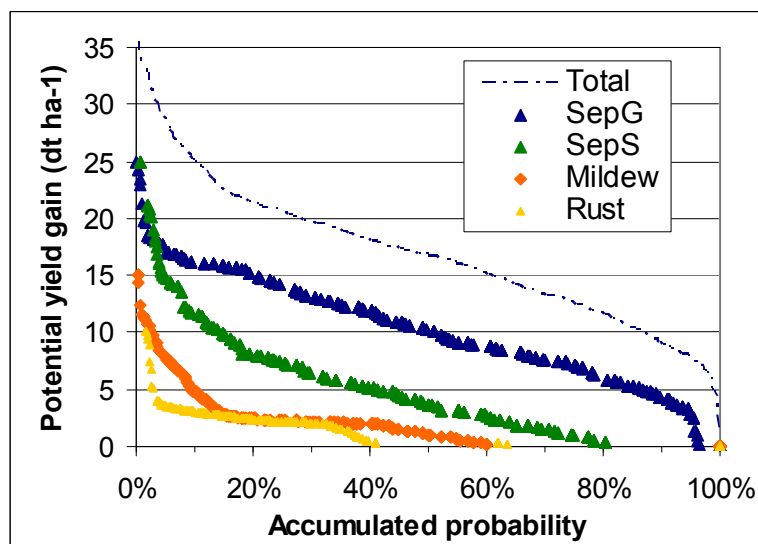 Potential yield gain (dt ha-1)
35
30
25
20
15
10
5
0
Total
SepG
SepS
Mildew
Rust
0%
20%
40%
60%
80%
100%
Accumulated probability